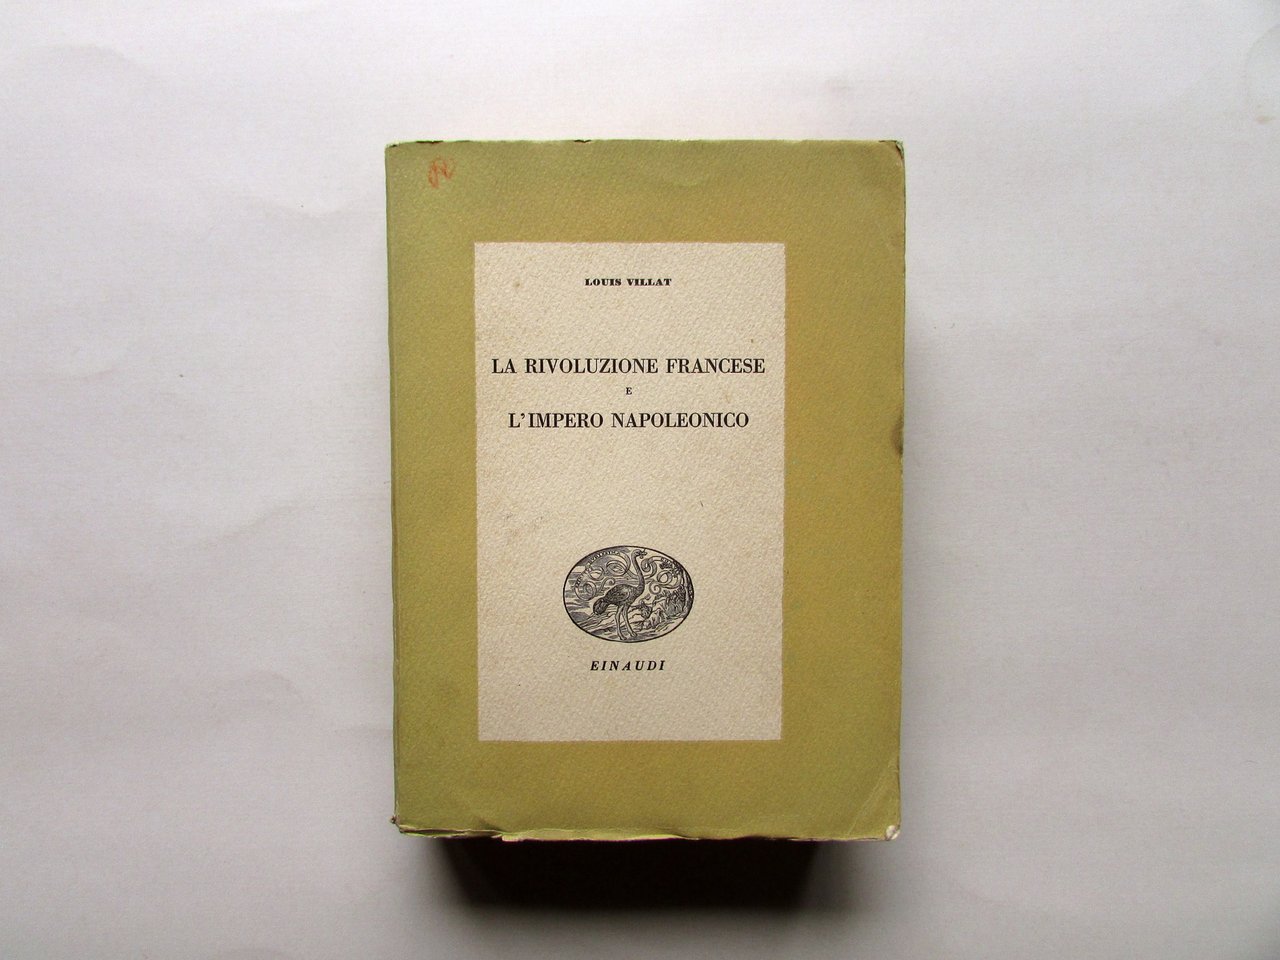 LOUIS VILLAT
LA RIVOLUZIONE FRANCESE
E
L'IMPERO NAPOLEONICO
EINAUDI